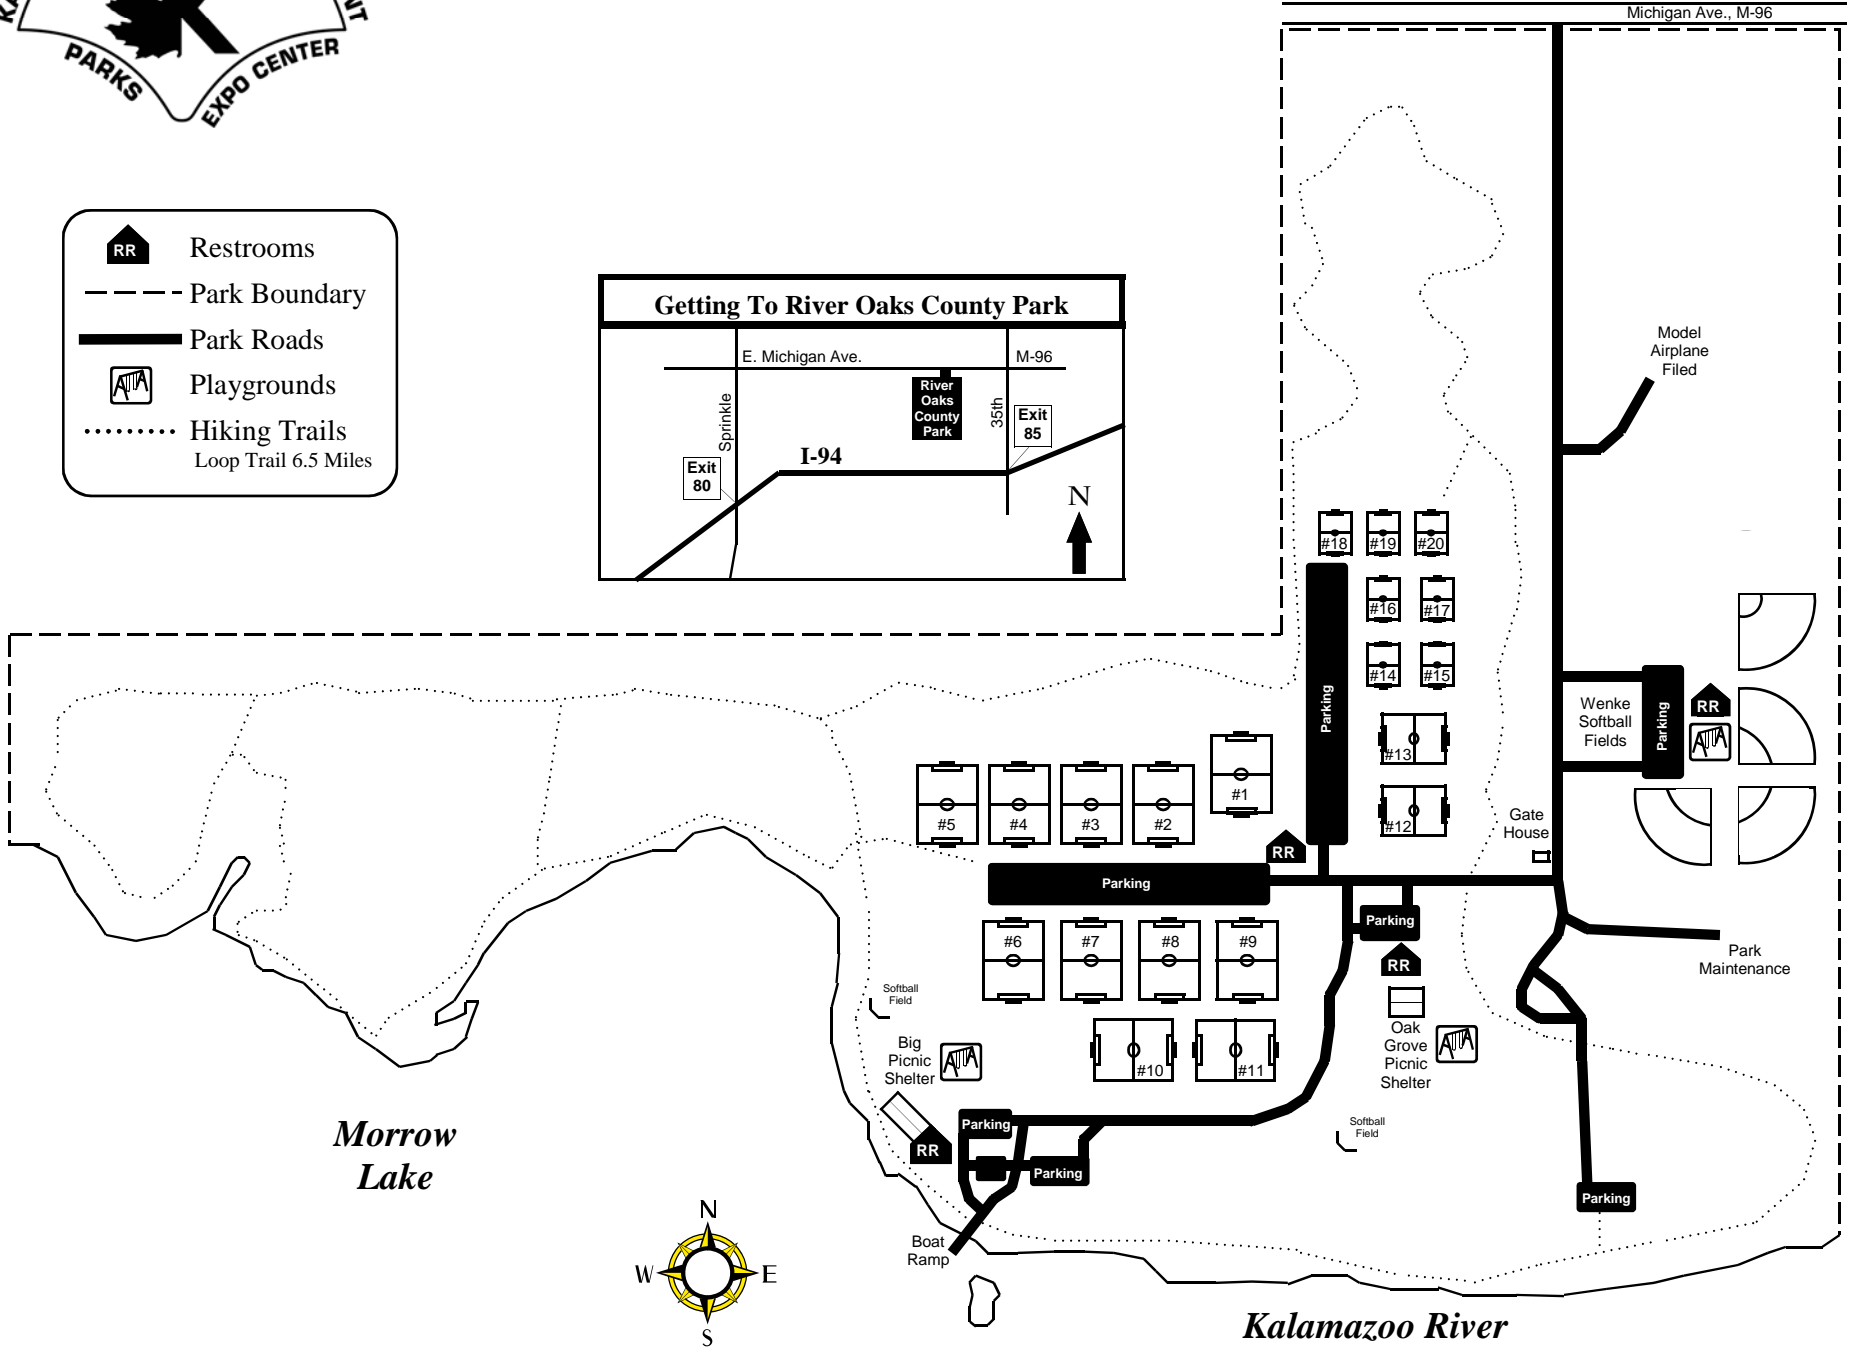 PARKS
EXPO CENTER
Michigan Ave., M-96
RR Restrooms
Park Boundary
Park Roads
Playgrounds
Hiking Trails
Loop Trail 6.5 Miles
Getting To River Oaks County Park
E. Michigan Ave.
M-96
Sprinkle
River
Oaks
County
Park
35th
Exit
85
I-94
Exit
80
N
Model
Airplane
Filed
#18 #19 #20
#16 #17
#14 #15
Parking
#13
#12
Wenke
Softball
Fields
Parking
RR
Gate
House
#1
#5 #4 #3 #2
RR
Parking
Parking
RR
#6 #7 #8 #9
#10 #11
Park
Maintenance
Softball
Field
Big
Picnic
Shelter
Oak
Grove
Picnic
Shelter
Softball
Field
Parking
RR
Parking
Parking
Boat
Ramp
Morrow
Lake
N
W E
S
Kalamazoo River